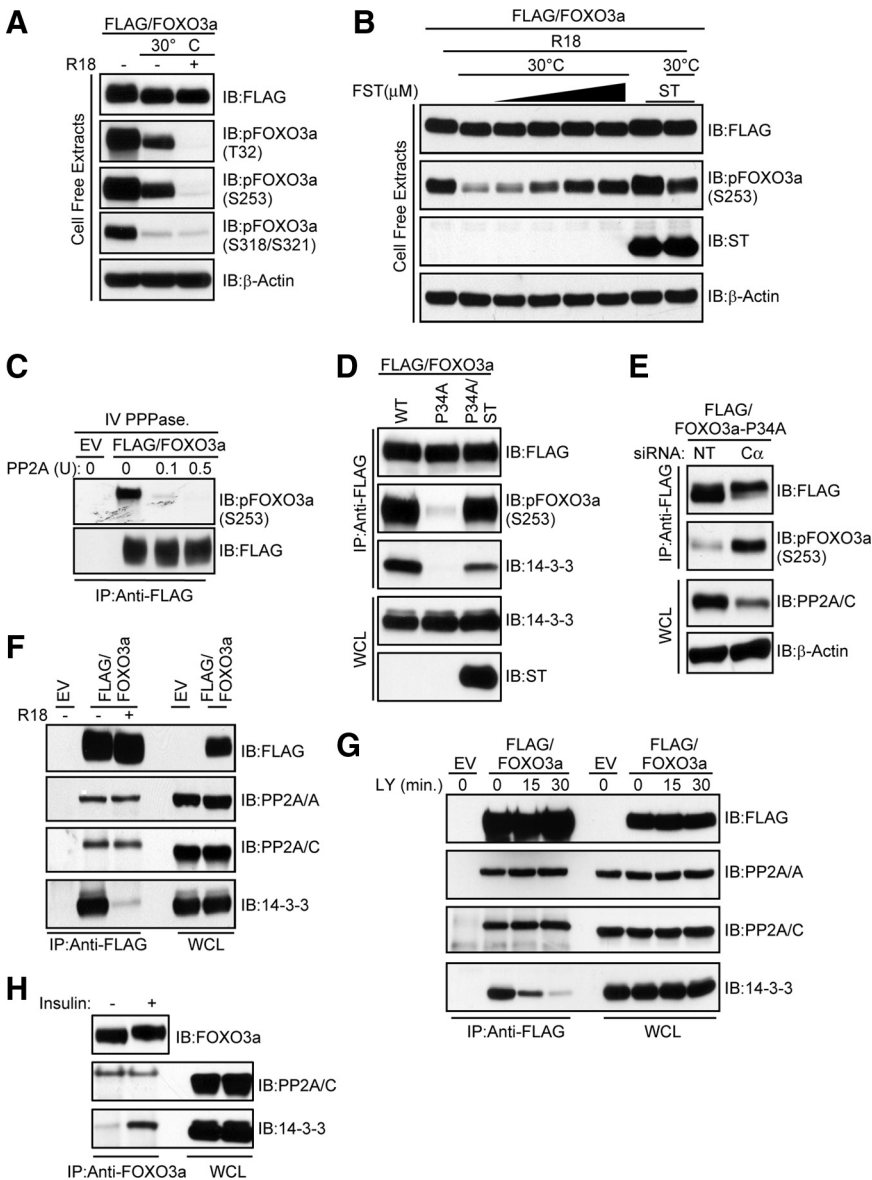 A
FLAG/FOXO3a
30° C
R18 - - +
IB:FLAG
IB:pFOXO3a
(T32)
IB:pFOXO3a
(S253)
IB:pFOXO3a
(S318/S321)
IB:β-Actin
Cell Free Extracts
B
FLAG/FOXO3a
R18
30°C 30°C
FST(μM) ST
IB:FLAG
IB:pFOXO3a
(S253)
IB:ST
IB:β-Actin
Cell Free Extracts
C
IV PPPase.
EV FLAG/FOXO3a
PP2A (U): 0 0 0.1 0.5
IB:pFOXO3a
(S253)
IB:FLAG
IP:Anti-FLAG
D
FLAG/FOXO3a
WT P34A P34A/
ST
IB:FLAG
IB:pFOXO3a
(S253)
IB:14-3-3
IB:14-3-3
IB:ST
IP:Anti-FLAG
WCL
E
FLAG/
FOXO3a-P34A
siRNA: NT Cα
IB:FLAG
IB:pFOXO3a
(S253)
IB:PP2A/C
IB:β-Actin
IP:Anti-FLAG
WCL
F
EV FLAG/
FOXO3a EV FLAG/
FOXO3a
R18 - - +
IB:FLAG
IB:PP2A/A
IB:PP2A/C
IB:14-3-3
IP:Anti-FLAG WCL
G
FLAG/ FLAG/
EV FOXO3a EV FOXO3a
LY (min.) 0 0 15 30 0 0 15 30
IB:FLAG
IB:PP2A/A
IB:PP2A/C
IB:14-3-3
IP:Anti-FLAG WCL
H
Insulin: - +
IB:FOXO3a
IB:PP2A/C
IB:14-3-3
IP:Anti-FOXO3a WCL